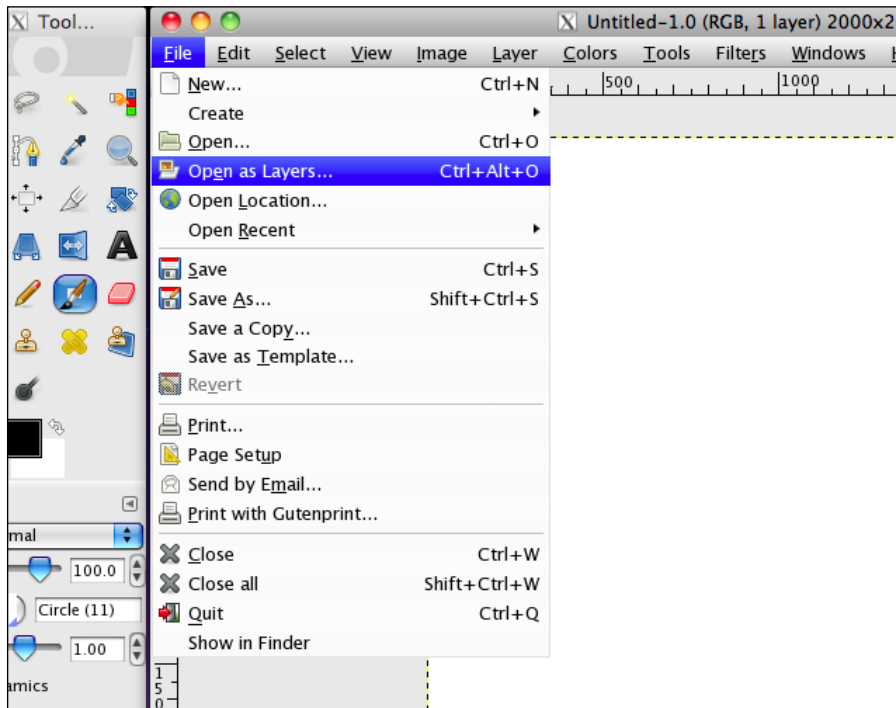 Tool...
Untitled-1.0 (RGB, 1 layer) 2000x2
File Edit Select View Image Layer Colors Tools Filters Windows
500 1000
New... Ctrl+N
Create
Open... Ctrl+O
Open as Layers... Ctrl+Alt+O
Open Location...
Open Recent
Save Ctrl+S
Save As... Shift+Ctrl+S
Save a Copy...
Save as Template...
Revert
Print...
Page Setup
Send by Email...
Print with Gutenprint...
Close Ctrl+W
Close all Shift+Ctrl+W
Quit Ctrl+Q
Show in Finder
mal
100.0
Circle (11)
1.00
amics
1
5
0